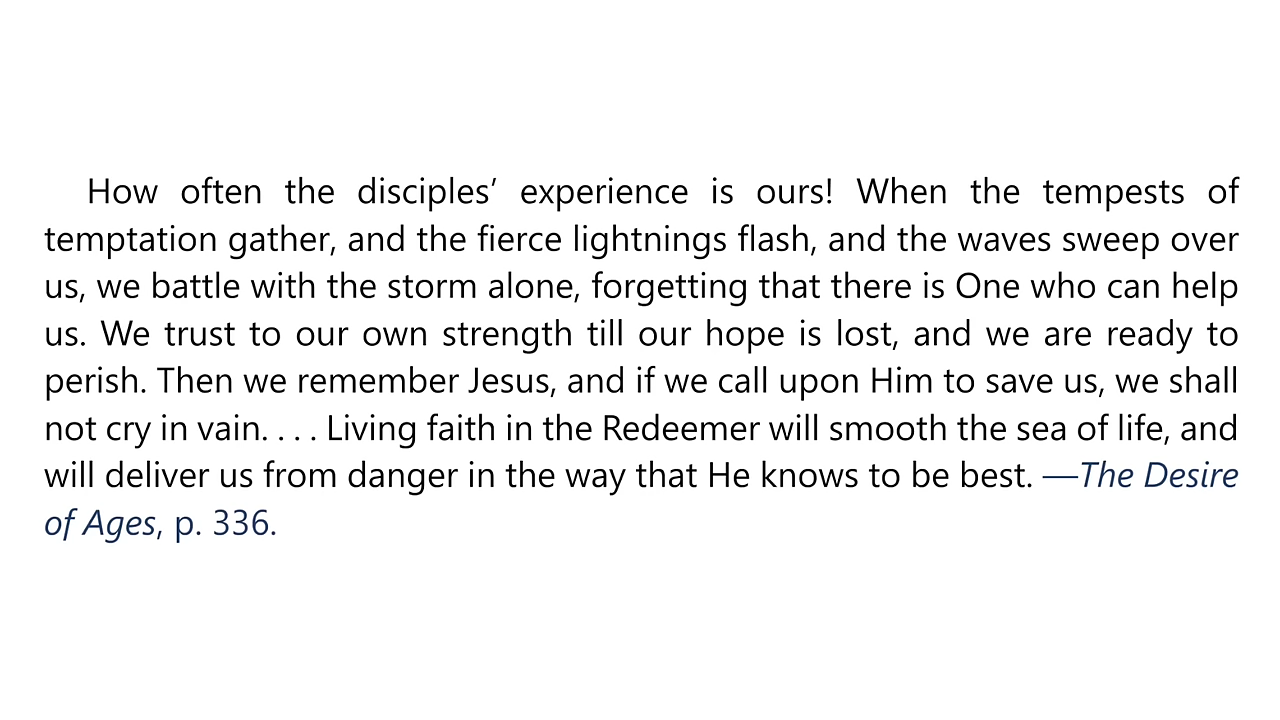 How often the disciples’ experience is ours! When the tempests of
temptation gather, and the fierce lightnings flash, and the waves sweep over
us, we battle with the storm alone, forgetting that there is One who can help
us. We trust to our own strength till our hope is lost, and we are ready to
perish. Then we remember Jesus, and if we call upon Him to save us, we shall
not cry in vain. . . . Living faith in the Redeemer will smooth the sea of life, and
will deliver us from danger in the way that He knows to be best. —The Desire
of Ages, p. 336.